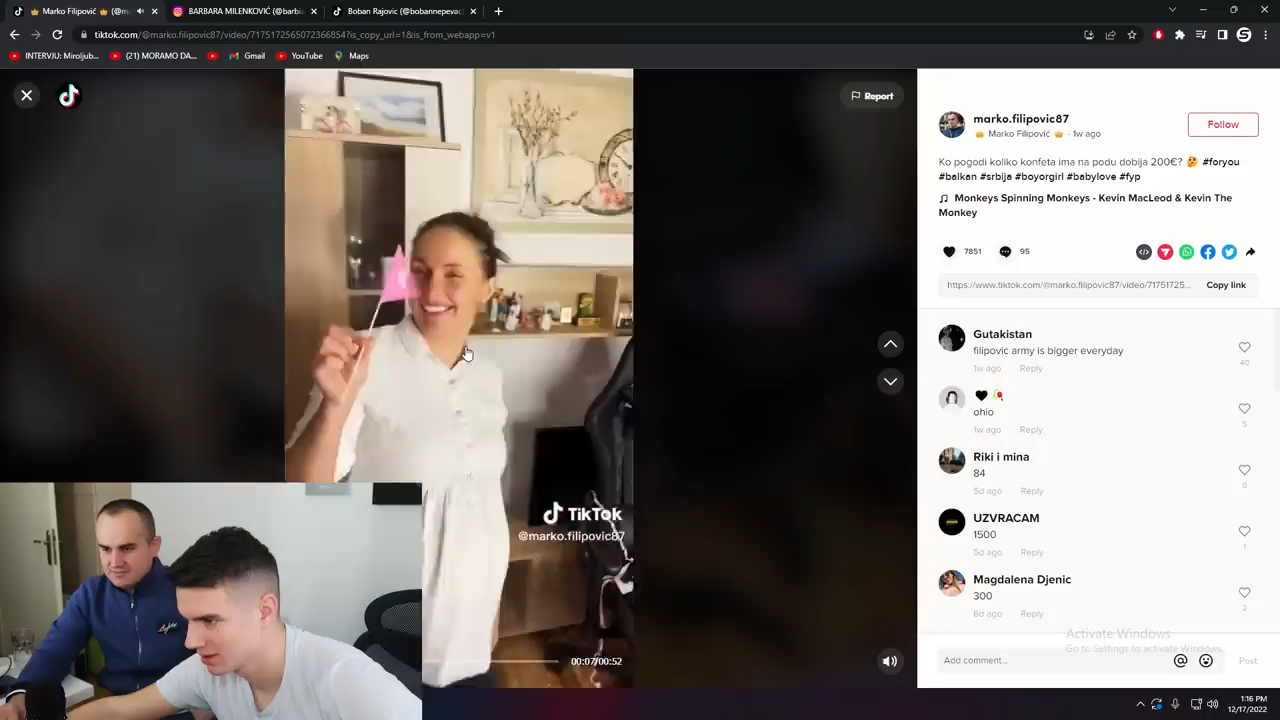 Marko Filipović
BARBARA MILENKOVIĆ (@barbi
Boban Rajović (@bobannepeva
tiktok.com/@marko.filipovic87/video/7175172565072366854?is_copy_url=1&is_from_webapp=v1
INTERVJU: Miroljub...
(21) MORAMO DA...
Gmail
YouTube
Maps
Report
marko.filipovic87
👑 Marko Filipović 👑 · 1w ago
Follow
Ko pogodi koliko konfeta ima na podu dobija 200€? 🤔 #foryou
#balkan #srbija #boyorgirl #babylove #fyp
♫ Monkeys Spinning Monkeys - Kevin MacLeod & Kevin The
Monkey
7851
95
https://www.tiktok.com/@marko.filipovic87/video/71751725...
Copy link
Gutakistan
filipovic army is bigger everyday
40
1w ago
Reply
🖤 🥀
ohio
5
1w ago
Reply
Riki i mina
84
0
5d ago
Reply
UZVRACAM
1500
1
5d ago
Reply
Magdalena Djenic
300
2
6d ago
Reply
TikTok
@marko.filipovic87
00:07/00:52
Activate Windows
Go to Settings to activate Windows.
Add comment...
Post
1:16 PM
12/17/2022